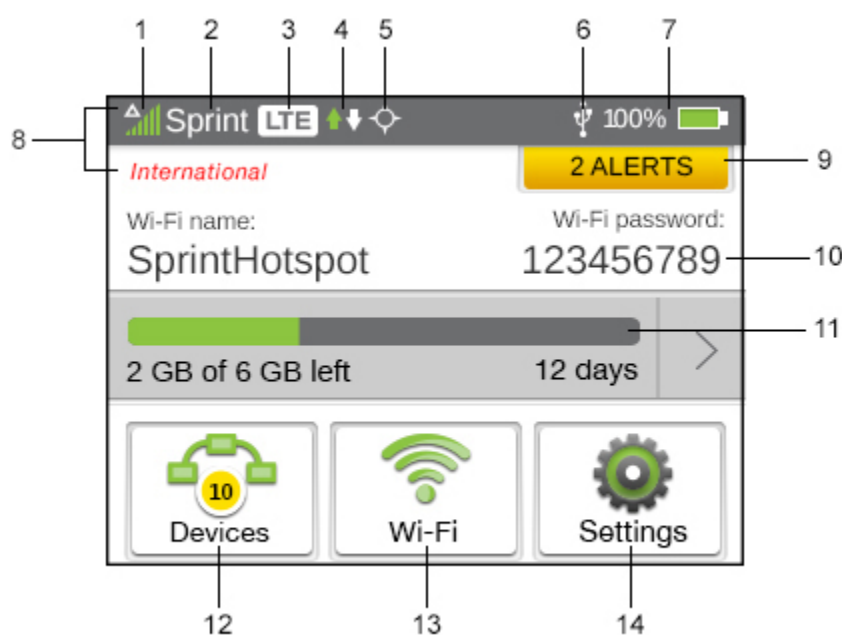 1 2 3 4 5 6 7
Sprint LTE 100%
8
International 2 ALERTS 9
Wi-Fi name: Wi-Fi password:
SprintHotspot 123456789 10
11
2 GB of 6 GB left 12 days
10
Devices Wi-Fi Settings
12 13 14